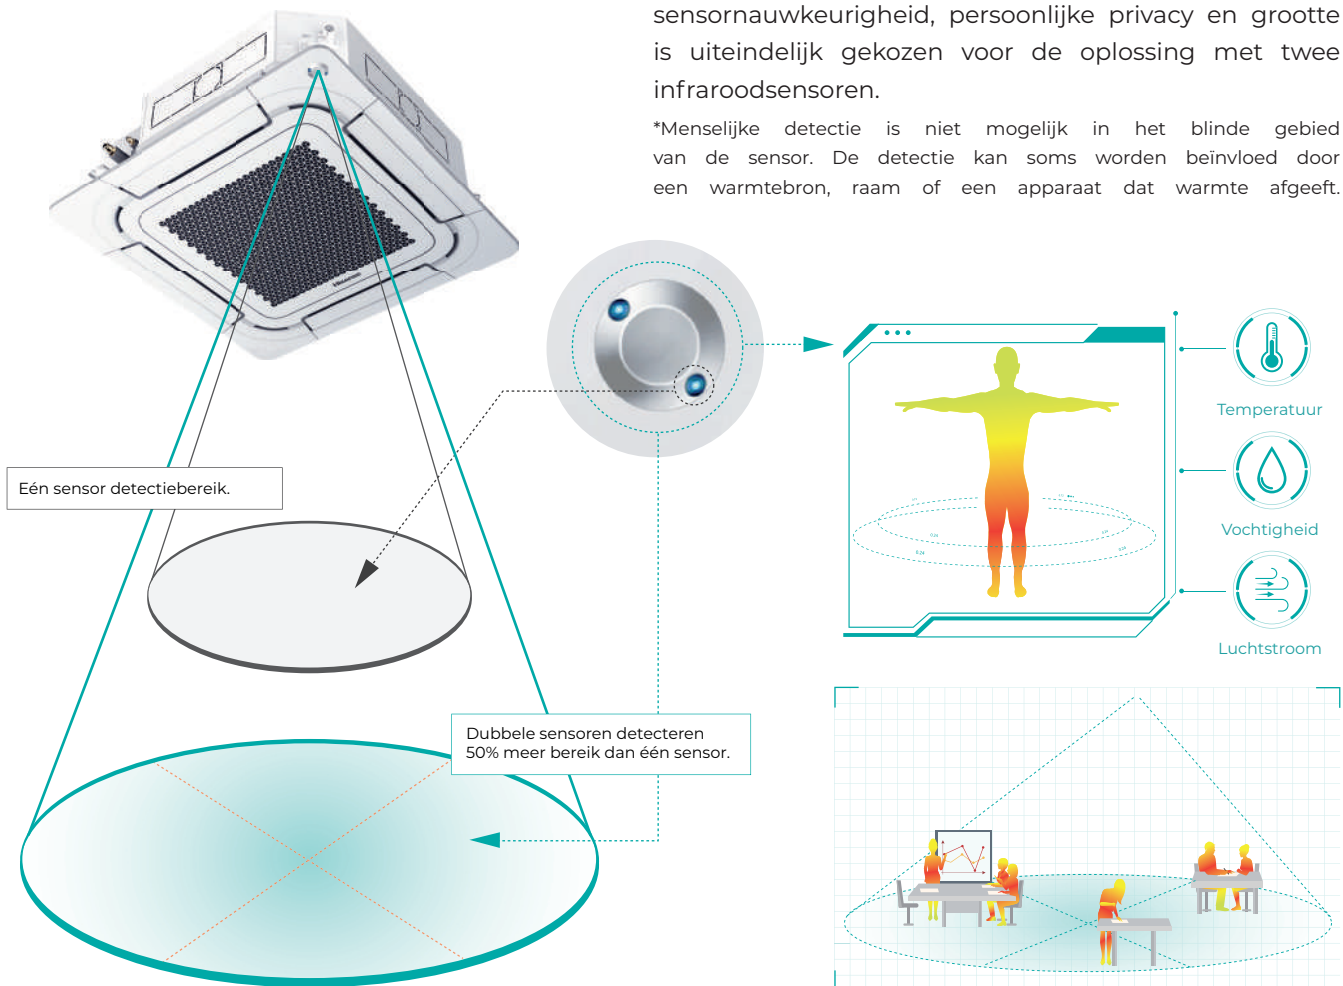 sensornauwkeurigheid, persoonlijke privacy en grootte
is uiteindelijk gekozen voor de oplossing met twee
infraroodsensoren.
*Menselijke detectie is niet mogelijk in het blinde gebied
van de sensor. De detectie kan soms worden beïnvloed door
een warmtebron, raam of een apparaat dat warmte afgeeft.
Hisense
Temperatuur
Eén sensor detectiebereik.
Vochtigheid
0.24
Luchtstroom
Dubbele sensoren detecteren
50% meer bereik dan één sensor.